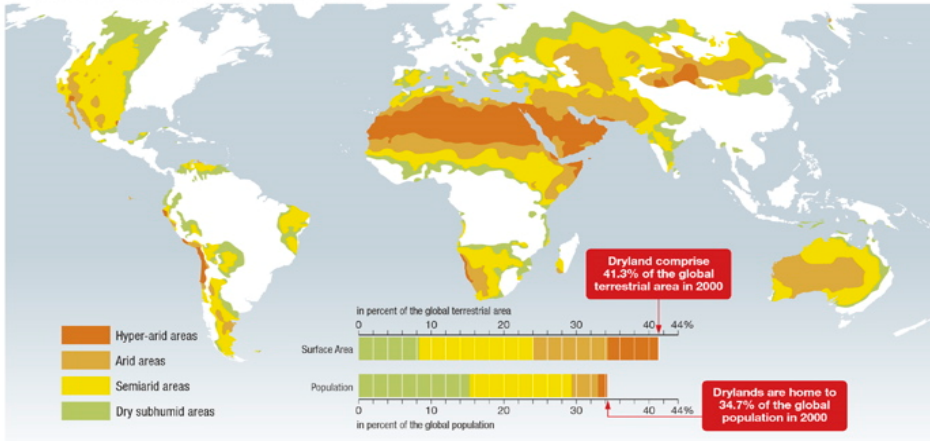 Dryland comprise
41.3% of the global
terrestrial area in 2000
in percent of the global terrestrial area
0 10 20 30 40 44%
Surface Area
Population
0 10 20 30 40 44%
in percent of the global population
Drylands are home to
34.7% of the global
population in 2000
Hyper-arid areas
Arid areas
Semiarid areas
Dry subhumid areas